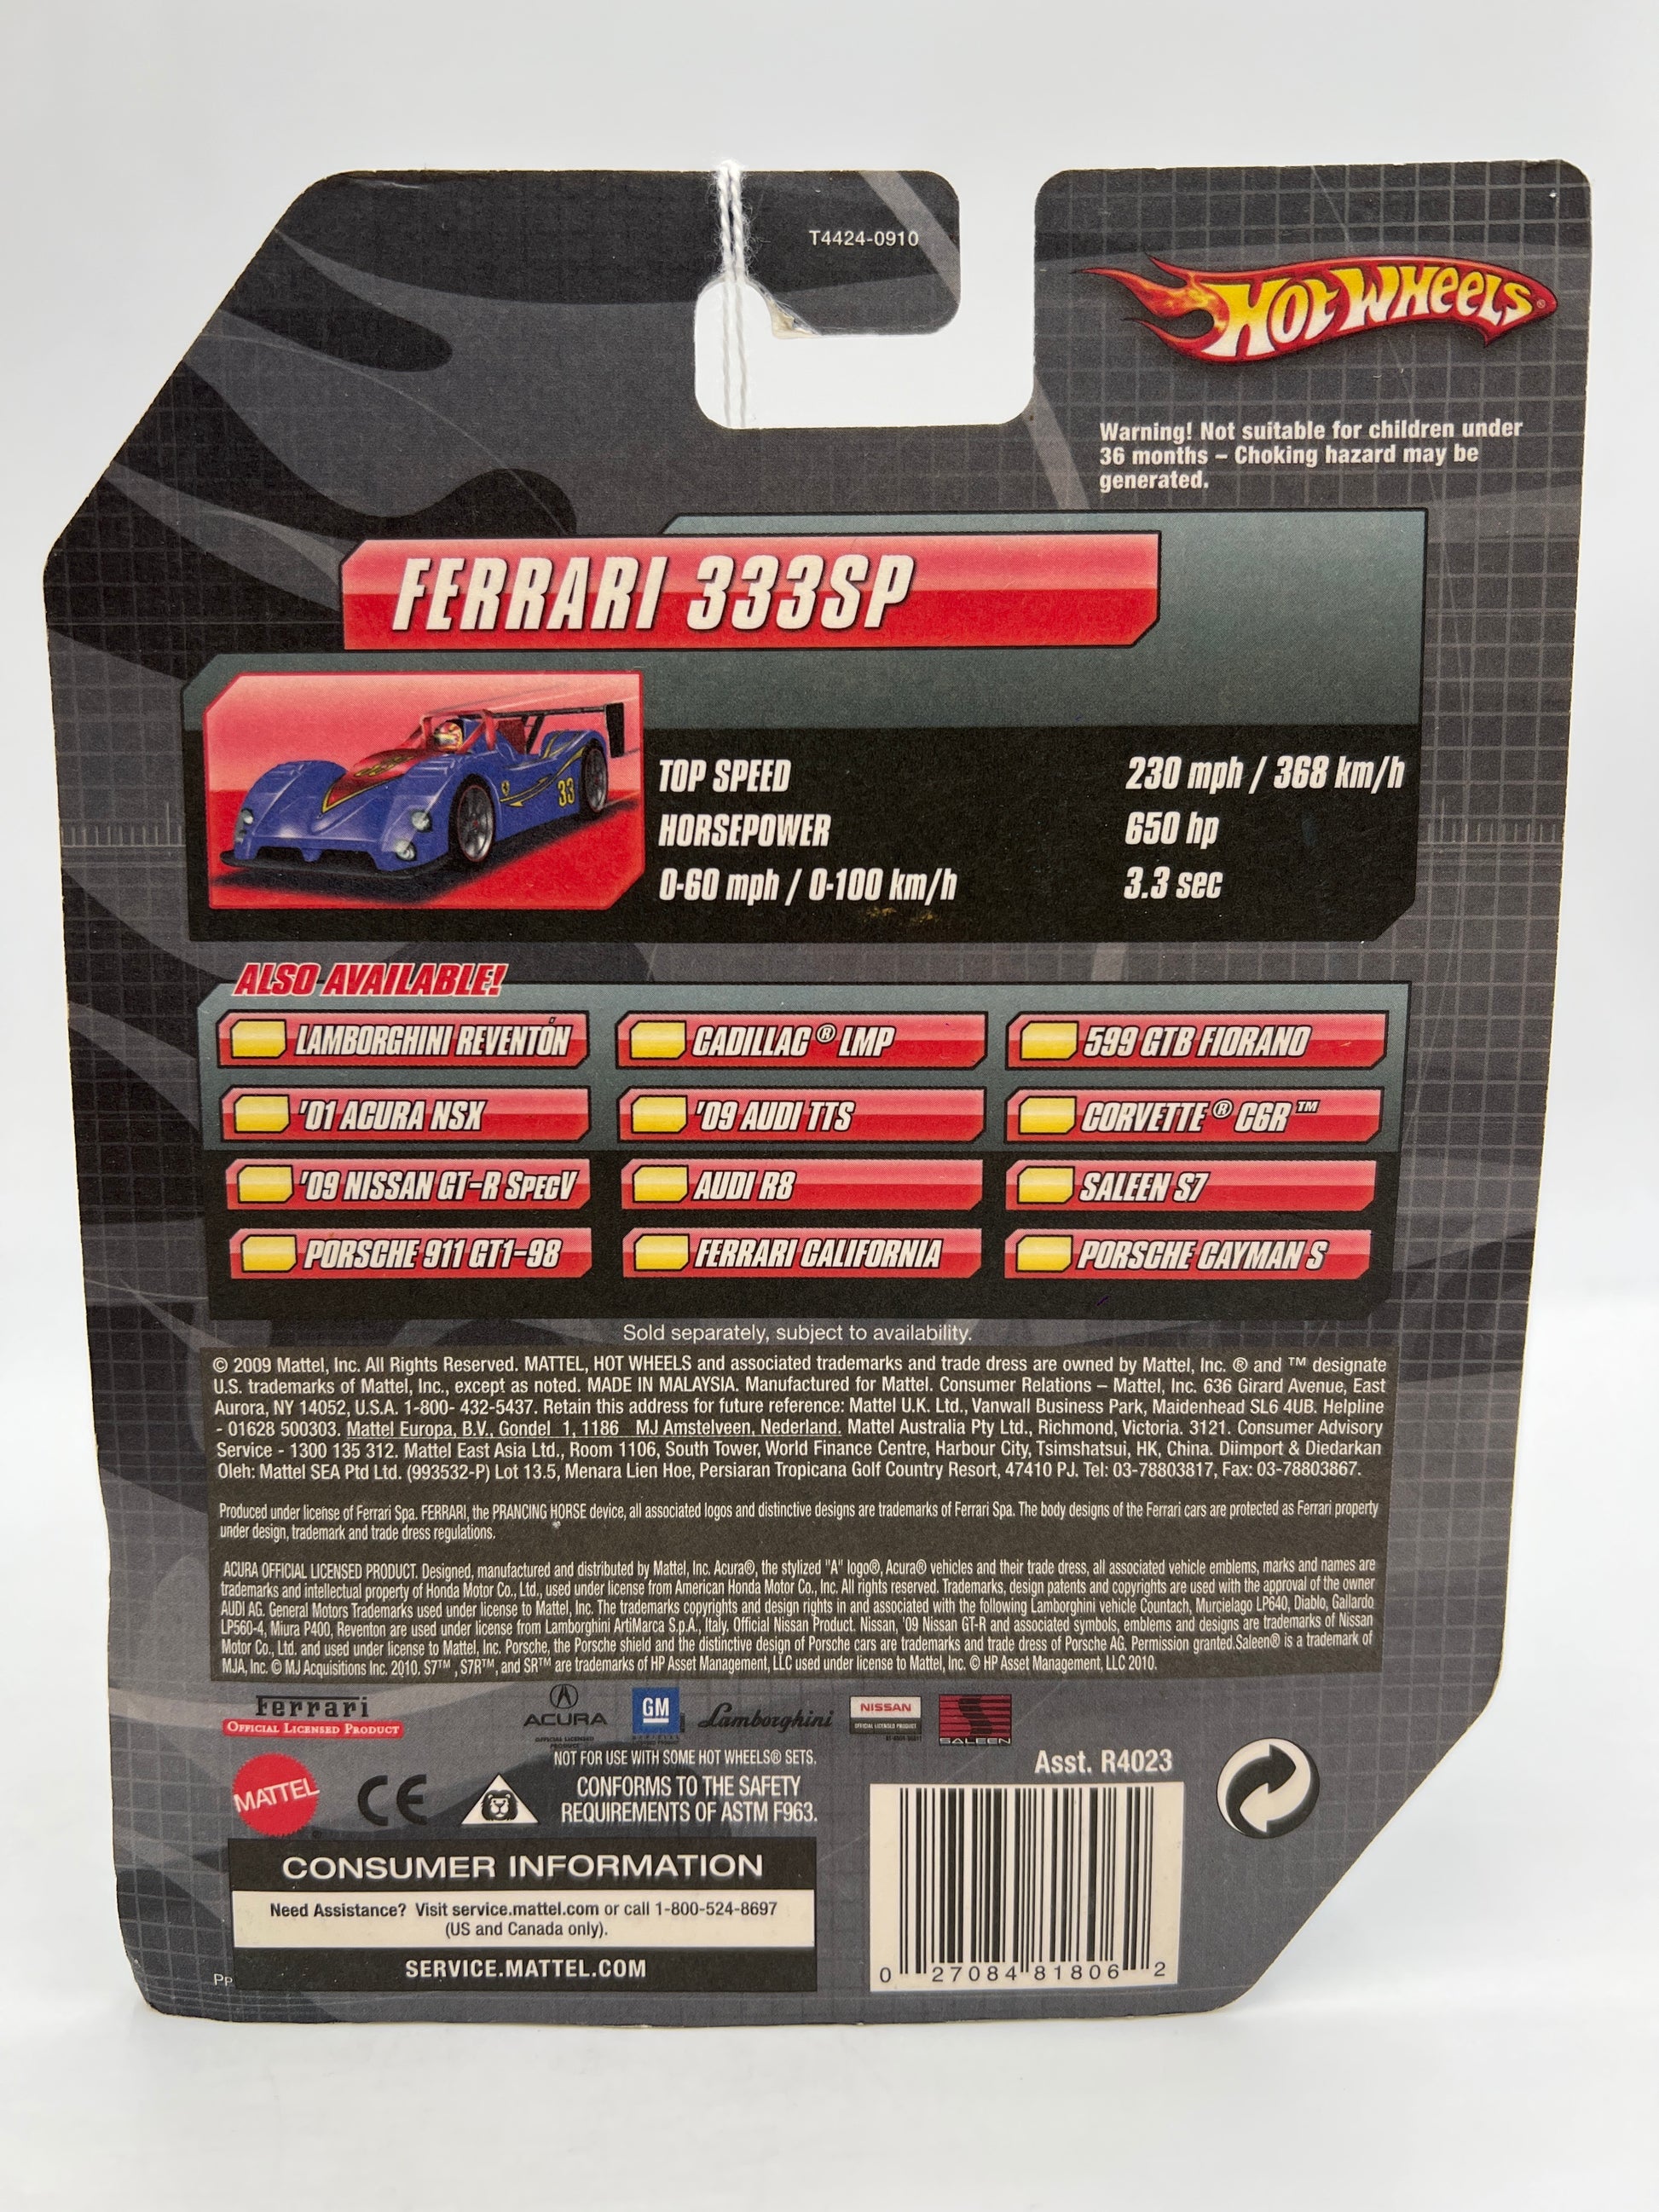 T4424-0910
HOT WHEELS®
Warning! Not suitable for children under
36 months – Choking hazard may be
generated.
FERRARI 333SP
33
TOP SPEED 230 mph / 368 km/h
HORSEPOWER 650 hp
0-60 mph / 0-100 km/h 3.3 sec
ALSO AVAILABLE!
LAMBORGHINI REVENTÓN CADILLAC® LMP 599 GTB FIORANO
'01 ACURA NSX '09 AUDI TTS CORVETTE® C6R™
'09 NISSAN GT-R SPECV AUDI R8 SALEEN S7
PORSCHE 911 GT1-98 FERRARI CALIFORNIA PORSCHE CAYMAN S
Sold separately, subject to availability.
© 2009 Mattel, Inc. All Rights Reserved. MATTEL, HOT WHEELS and associated trademarks and trade dress are owned by Mattel, Inc. ® and ™ designate
U.S. trademarks of Mattel, Inc., except as noted. MADE IN MALAYSIA. Manufactured for Mattel. Consumer Relations – Mattel, Inc. 636 Girard Avenue, East
Aurora, NY 14052, U.S.A. 1-800- 432-5437. Retain this address for future reference: Mattel U.K. Ltd., Vanwall Business Park, Maidenhead SL6 4UB. Helpline
- 01628 500303. Mattel Europa, B.V., Gondel 1, 1186 MJ Amstelveen, Nederland. Mattel Australia Pty Ltd., Richmond, Victoria. 3121. Consumer Advisory
Service - 1300 135 312. Mattel East Asia Ltd., Room 1106, South Tower, World Finance Centre, Harbour City, Tsimshatsui, HK, China. Diimport & Diedarkan
Oleh: Mattel SEA Ptd Ltd. (993532-P) Lot 13.5, Menara Lien Hoe, Persiaran Tropicana Golf Country Resort, 47410 PJ. Tel: 03-78803817, Fax: 03-78803867.
Produced under license of Ferrari Spa. FERRARI, the PRANCING HORSE device, all associated logos and distinctive designs are trademarks of Ferrari Spa. The body designs of the Ferrari cars are protected as Ferrari property
under design, trademark and trade dress regulations.
ACURA OFFICIAL LICENSED PRODUCT. Designed, manufactured and distributed by Mattel, Inc. Acura®, the stylized "A" logo®, Acura® vehicles and their trade dress, all associated vehicle emblems, marks and names are
trademarks and intellectual property of Honda Motor Co., Ltd., used under license from American Honda Motor Co., Inc. All rights reserved. Trademarks, design patents and copyrights are used with the approval of the owner
AUDI AG. General Motors Trademarks used under license to Mattel, Inc. The trademarks copyrights and design rights in and associated with the following Lamborghini vehicle Countach, Murcielago LP640, Diablo, Gallardo
LP560-4, Miura P400, Reventon are used under license from Lamborghini ArtiMarca S.p.A., Italy. Official Nissan Product. Nissan, '09 Nissan GT-R and associated symbols, emblems and designs are trademarks of Nissan
Motor Co., Ltd. and used under license to Mattel, Inc. Porsche, the Porsche shield and the distinctive design of Porsche cars are trademarks and trade dress of Porsche AG. Permission granted.Saleen® is a trademark of
MJA, Inc. © MJ Acquisitions Inc. 2010. S7™, S7R™, and SR™ are trademarks of HP Asset Management, LLC used under license to Mattel, Inc. © HP Asset Management, LLC 2010.
Ferrari
OFFICIAL LICENSED PRODUCT
ACURA
OFFICIAL LICENSED
PRODUCT
GM
Lamborghini
NISSAN
OFFICIAL LICENSED PRODUCT
SALEEN
NOT FOR USE WITH SOME HOT WHEELS® SETS.
MATTEL
CE
CONFORMS TO THE SAFETY
REQUIREMENTS OF ASTM F963.
Asst. R4023
CONSUMER INFORMATION
Need Assistance? Visit service.mattel.com or call 1-800-524-8697
(US and Canada only).
SERVICE.MATTEL.COM
Pp
0 27084 81806 2